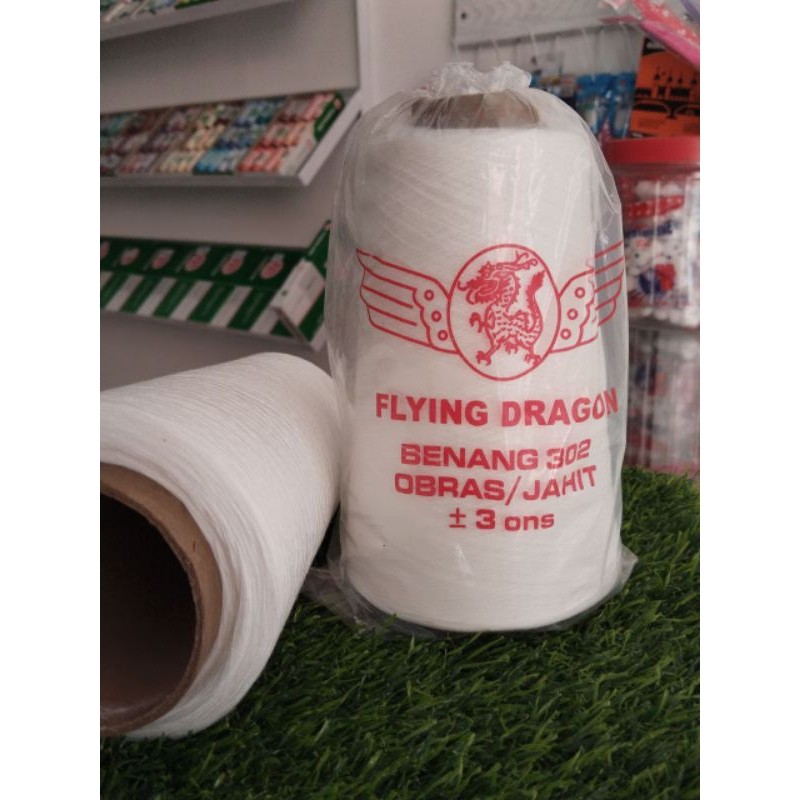 FLYING DRAGON
BENANG 302
OBRAS/JAHIT
± 3 ons